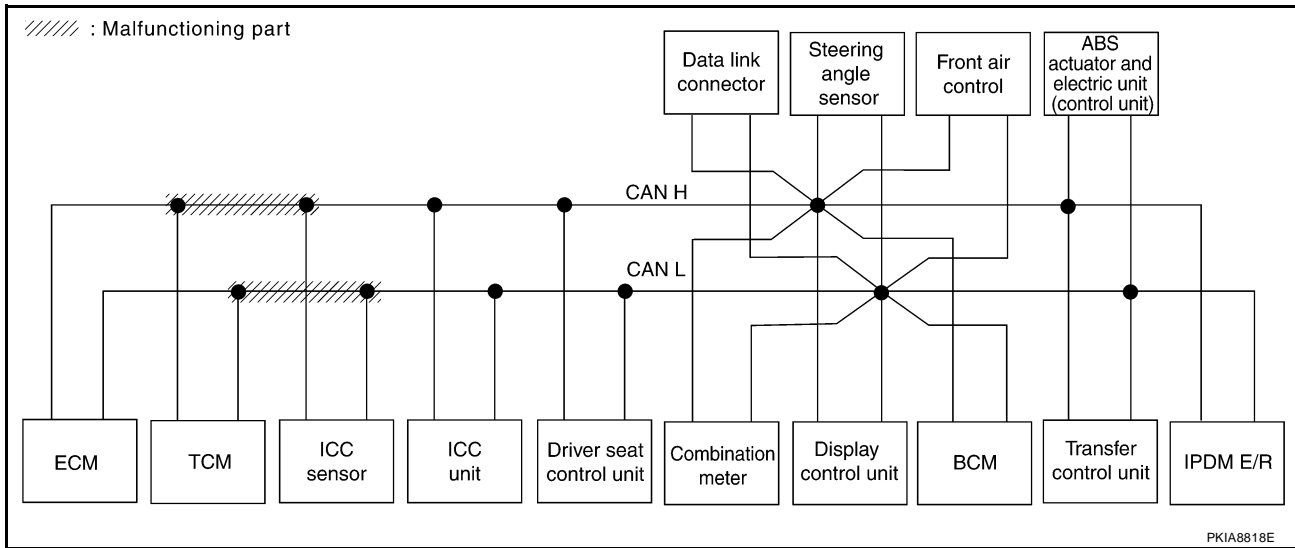 : Malfunctioning part
Data link
connector
Steering
angle
sensor
Front air
control
ABS
actuator and
electric unit
(control unit)
CAN H
CAN L
ECM
TCM
ICC
sensor
ICC
unit
Driver seat
control unit
Combination
meter
Display
control unit
BCM
Transfer
control unit
IPDM E/R
PKIA8818E